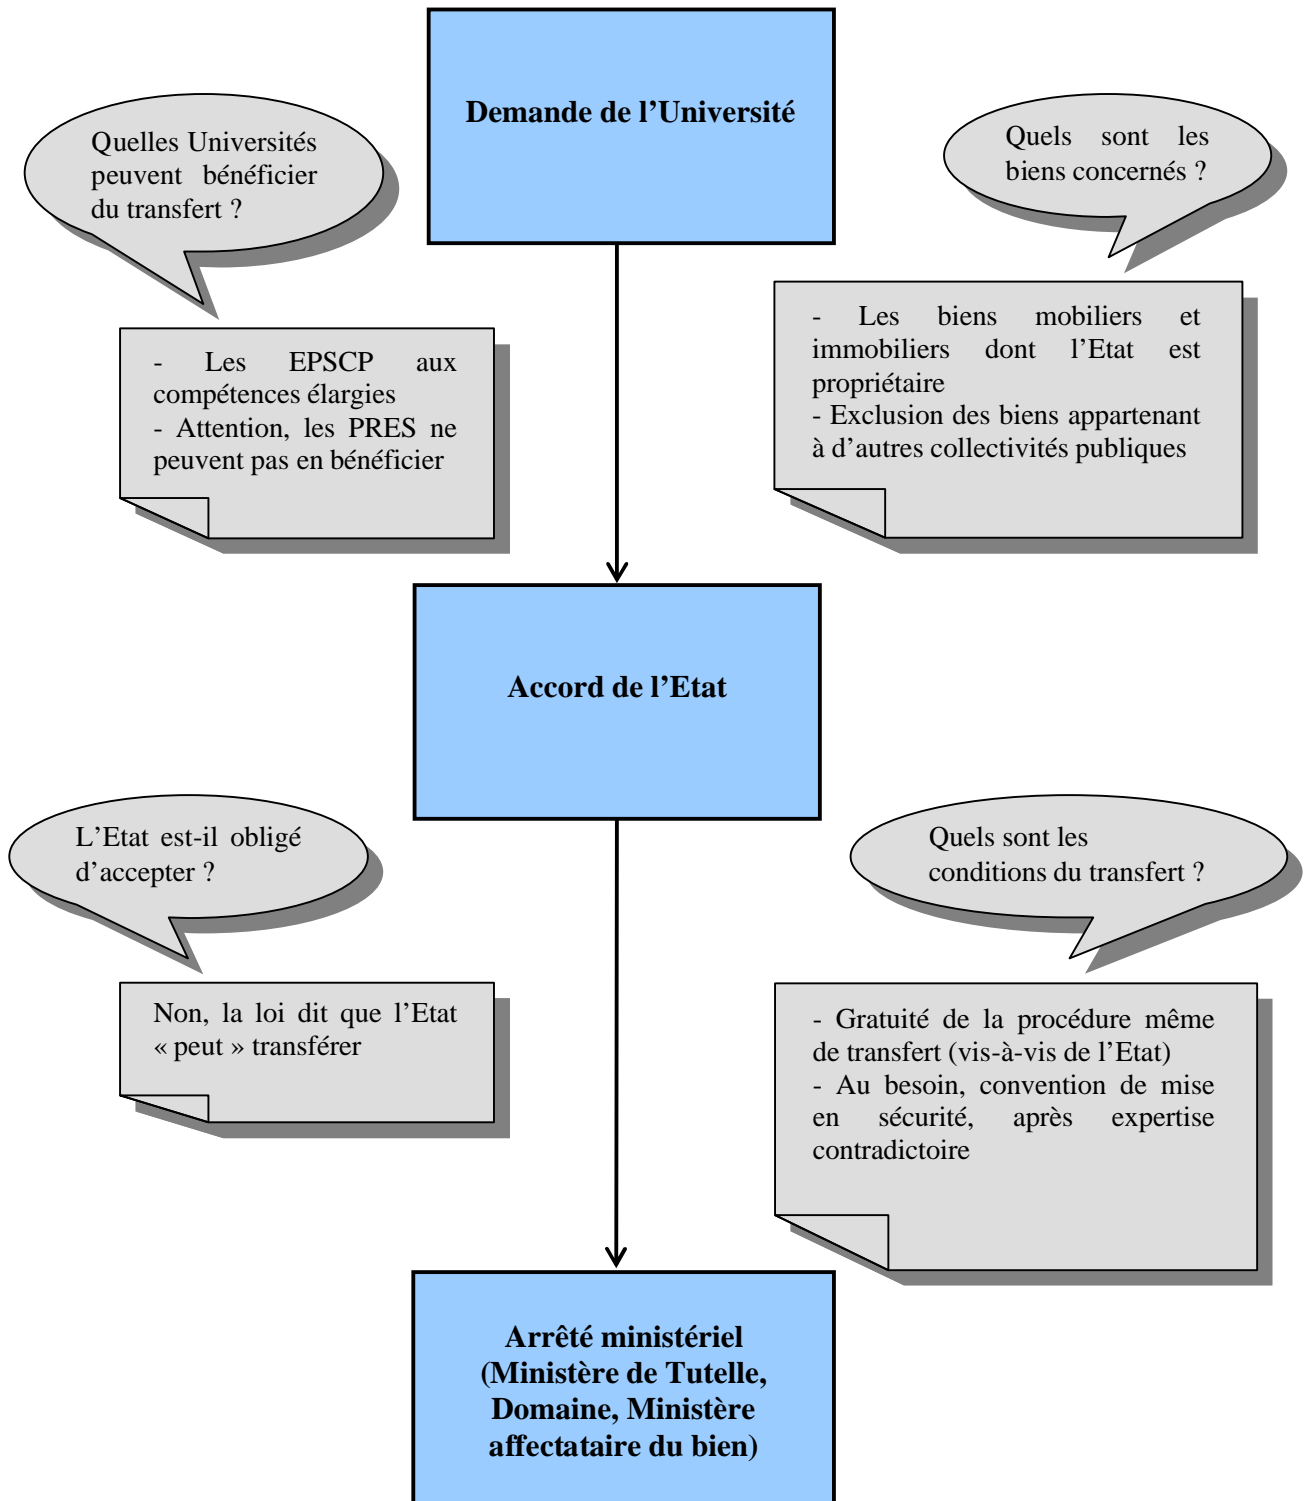 Demande de l’Université
Quelles Universités
peuvent bénéficier
du transfert ?
Quels sont les
biens concernés ?
- Les EPSCP aux
compétences élargies
- Attention, les PRES ne
peuvent pas en bénéficier
- Les biens mobiliers et
immobiliers dont l’Etat est
propriétaire
- Exclusion des biens appartenant
à d’autres collectivités publiques
Accord de l’Etat
L’Etat est-il obligé
d’accepter ?
Quels sont les
conditions du transfert ?
Non, la loi dit que l’Etat
« peut » transférer
- Gratuité de la procédure même
de transfert (vis-à-vis de l’Etat)
- Au besoin, convention de mise
en sécurité, après expertise
contradictoire
Arrêté ministériel
(Ministère de Tutelle,
Domaine, Ministère
affectataire du bien)